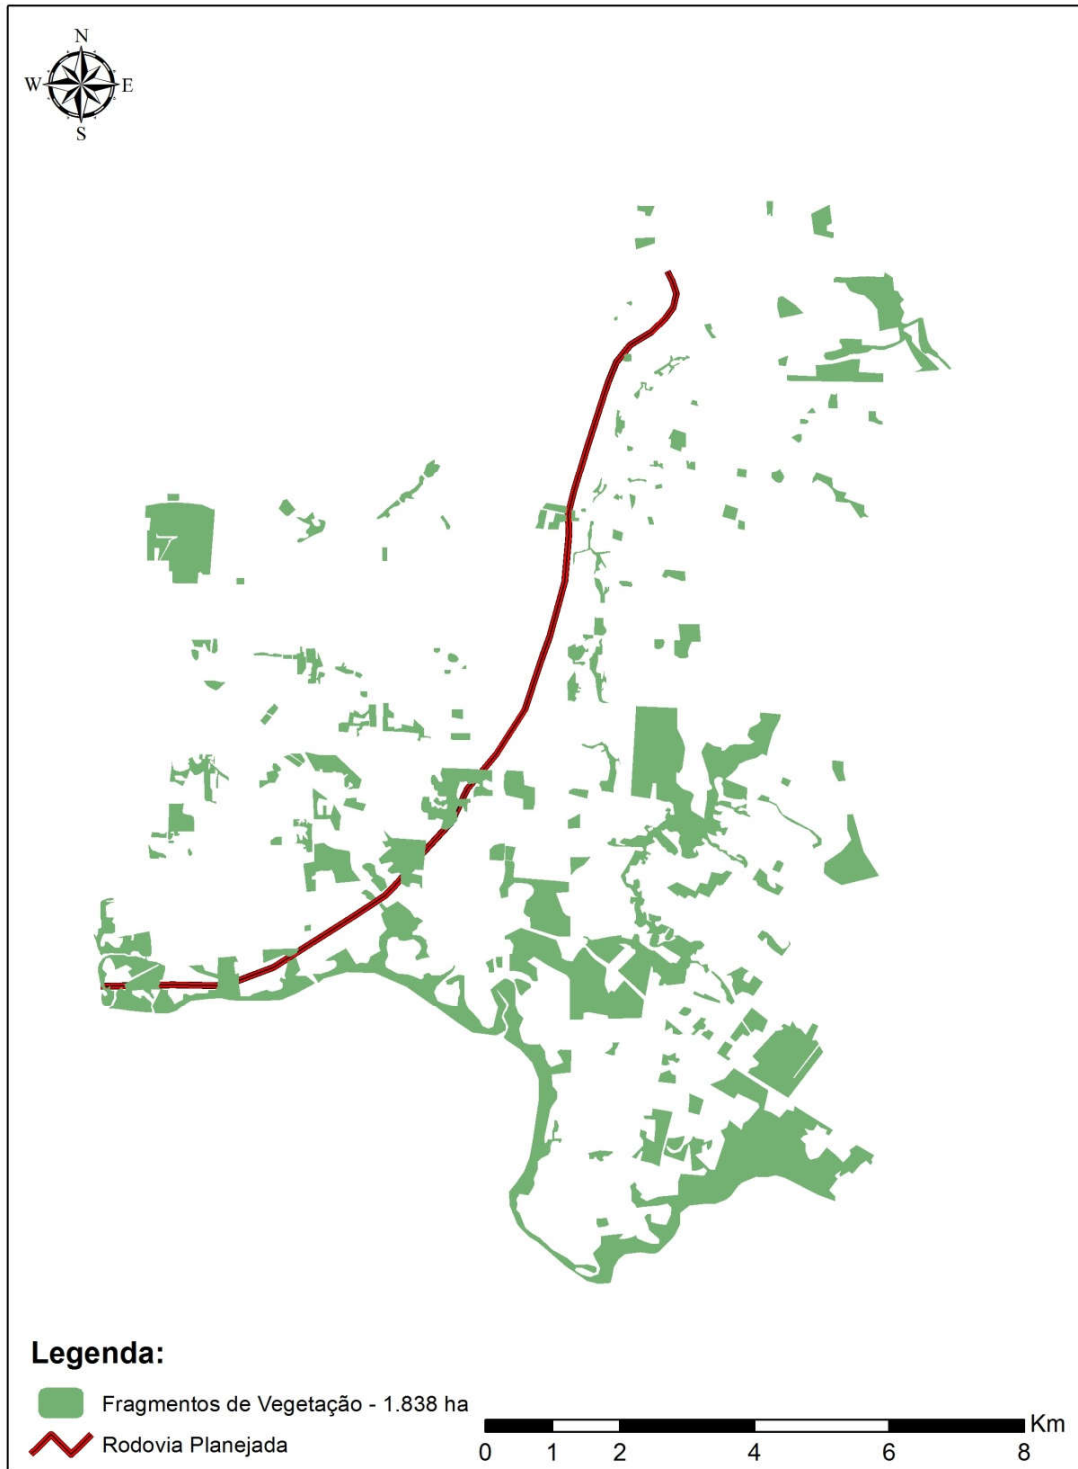 N
W E
S
Legenda:
Fragmentos de Vegetação - 1.838 ha
Rodovia Planejada
Km
0 1 2 4 6 8